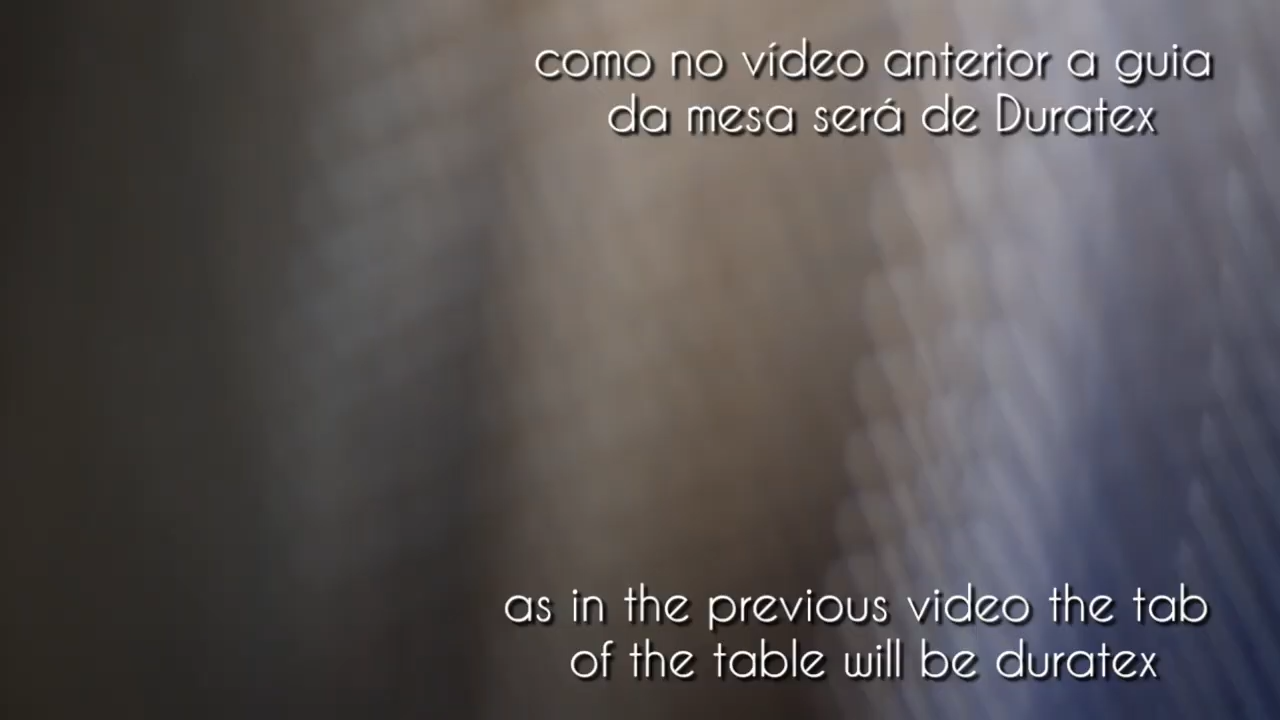 como no vídeo anterior a guia
da mesa será de Duratex
as in the previous video the tab
of the table will be duratex